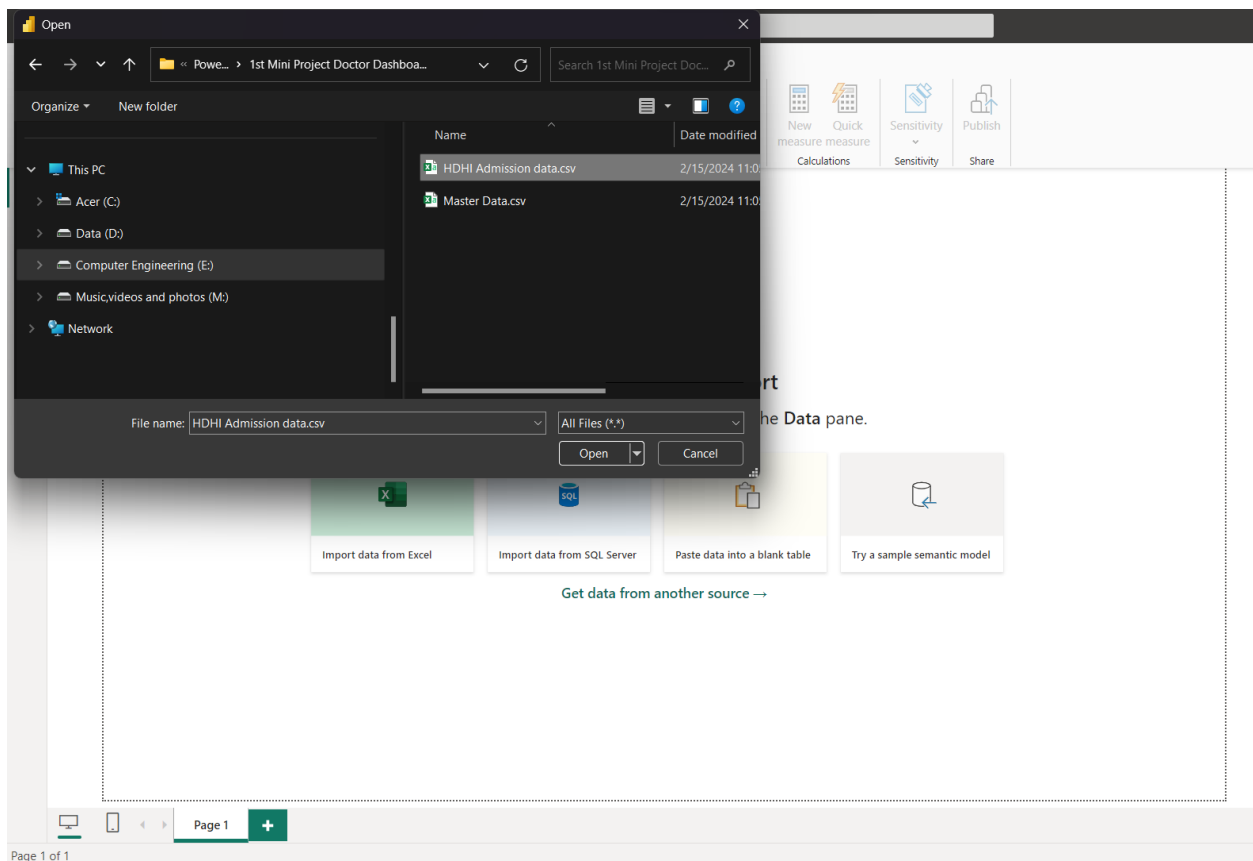 Open
« Powe... > 1st Mini Project Doctor Dashboa...
Search 1st Mini Project Doc...
Organize
New folder
Name
Date modified
This PC
HDHI Admission data.csv
2/15/2024 11:0
Acer (C:)
Master Data.csv
2/15/2024 11:0
Data (D:)
Computer Engineering (E:)
Music,videos and photos (M:)
Network
File name:
HDHI Admission data.csv
All Files (*.*)
Open
Cancel
New measure
Quick measure
Sensitivity
Publish
Calculations
Sensitivity
Share
he Data pane.
SQL
Import data from Excel
Import data from SQL Server
Paste data into a blank table
Try a sample semantic model
Get data from another source →
Page 1
Page 1 of 1